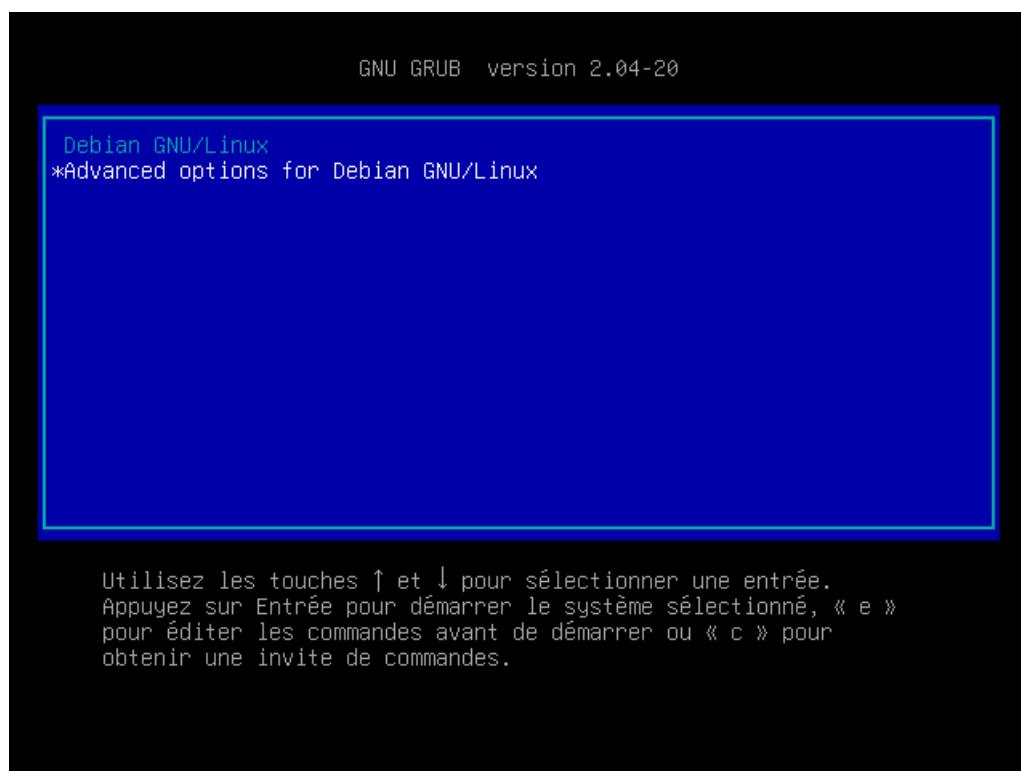 GNU GRUB  version 2.04-20
Debian GNU/Linux
*Advanced options for Debian GNU/Linux
Utilisez les touches ↑ et ↓ pour sélectionner une entrée.
Appuyez sur Entrée pour démarrer le système sélectionné, « e »
pour éditer les commandes avant de démarrer ou « c » pour
obtenir une invite de commandes.